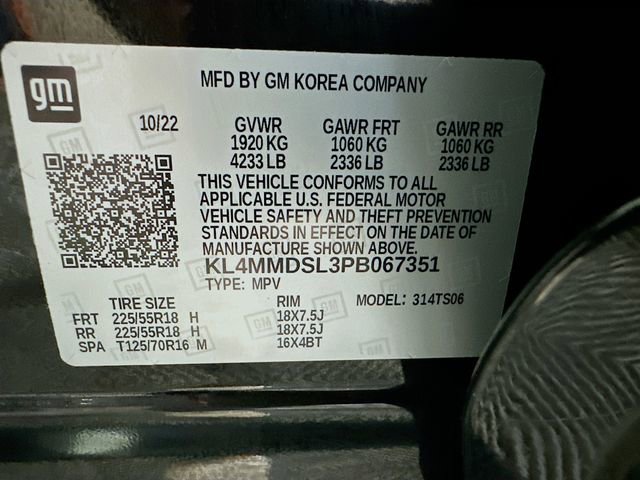 gm
MFD BY GM KOREA COMPANY
10/22 GVWR GAWR FRT GAWR RR
1920 KG 1060 KG 1060 KG
4233 LB 2336 LB 2336 LB
THIS VEHICLE CONFORMS TO ALL
APPLICABLE U.S. FEDERAL MOTOR
VEHICLE SAFETY AND THEFT PREVENTION
STANDARDS IN EFFECT ON THE DATE OF
MANUFACTURE SHOWN ABOVE.
KL4MMDSL3PB067351
TYPE: MPV
TIRE SIZE RIM MODEL: 314TS06
FRT 225/55R18 H 18X7.5J
RR 225/55R18 H 18X7.5J
SPA T125/70R16 M 16X4BT